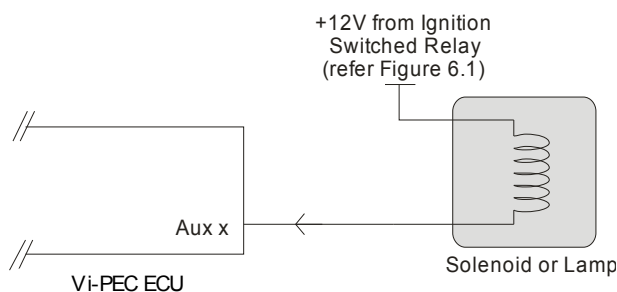 +12V from Ignition
Switched Relay
(refer Figure 6.1)
Aux x
Solenoid or Lamp
Vi-PEC ECU